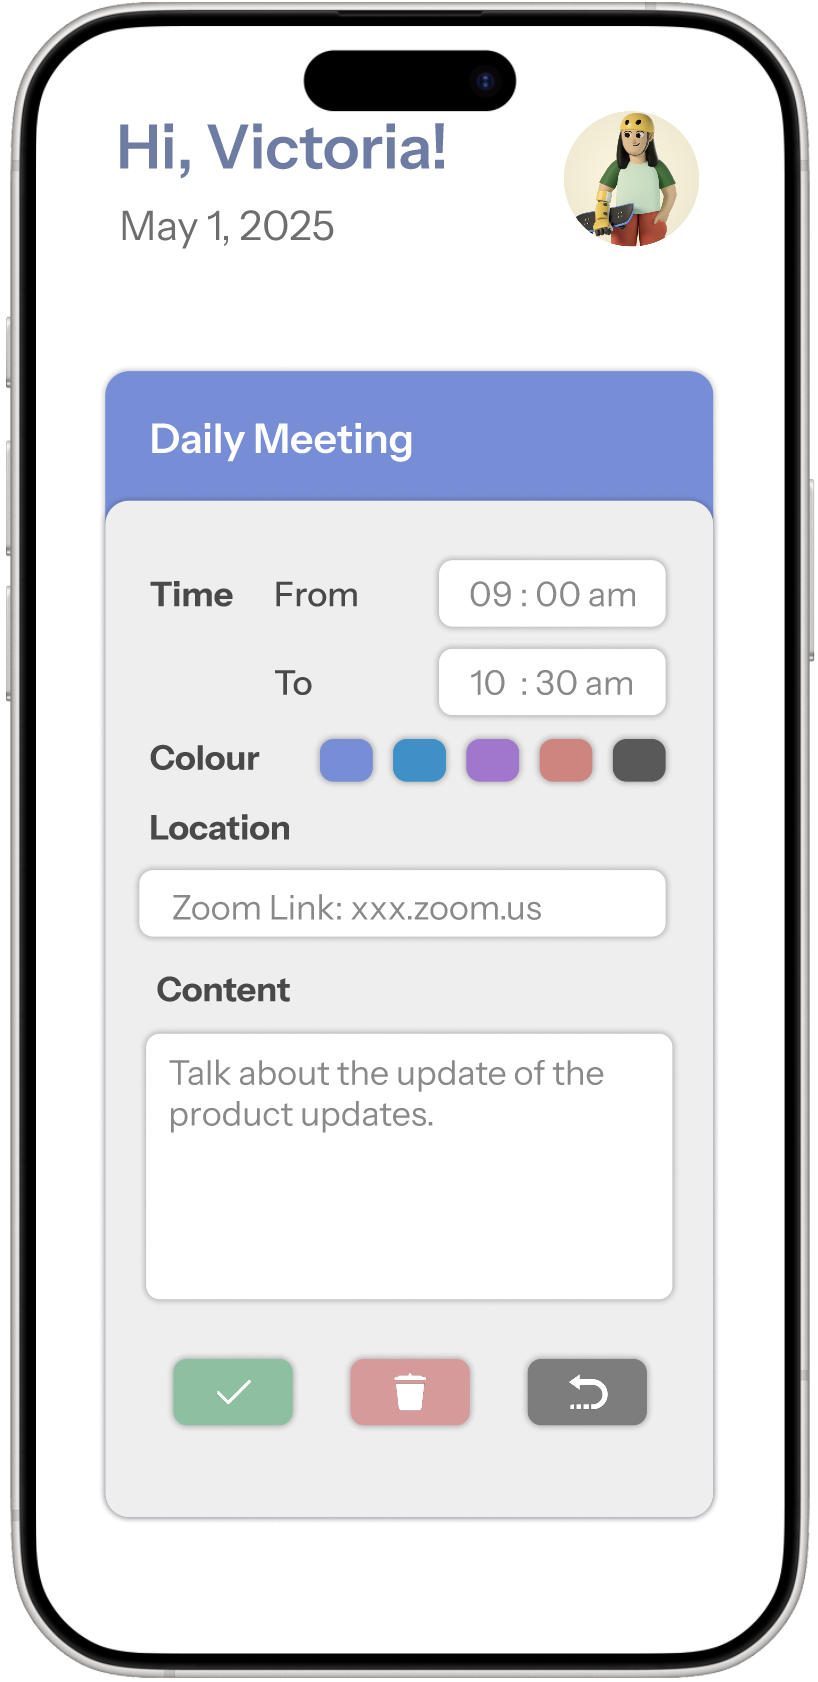 Hi, Victoria!
May 1, 2025
Daily Meeting
Time From 09 : 00 am
To 10 : 30 am
Colour
Location
Zoom Link: xxx.zoom.us
Content
Talk about the update of the
product updates.